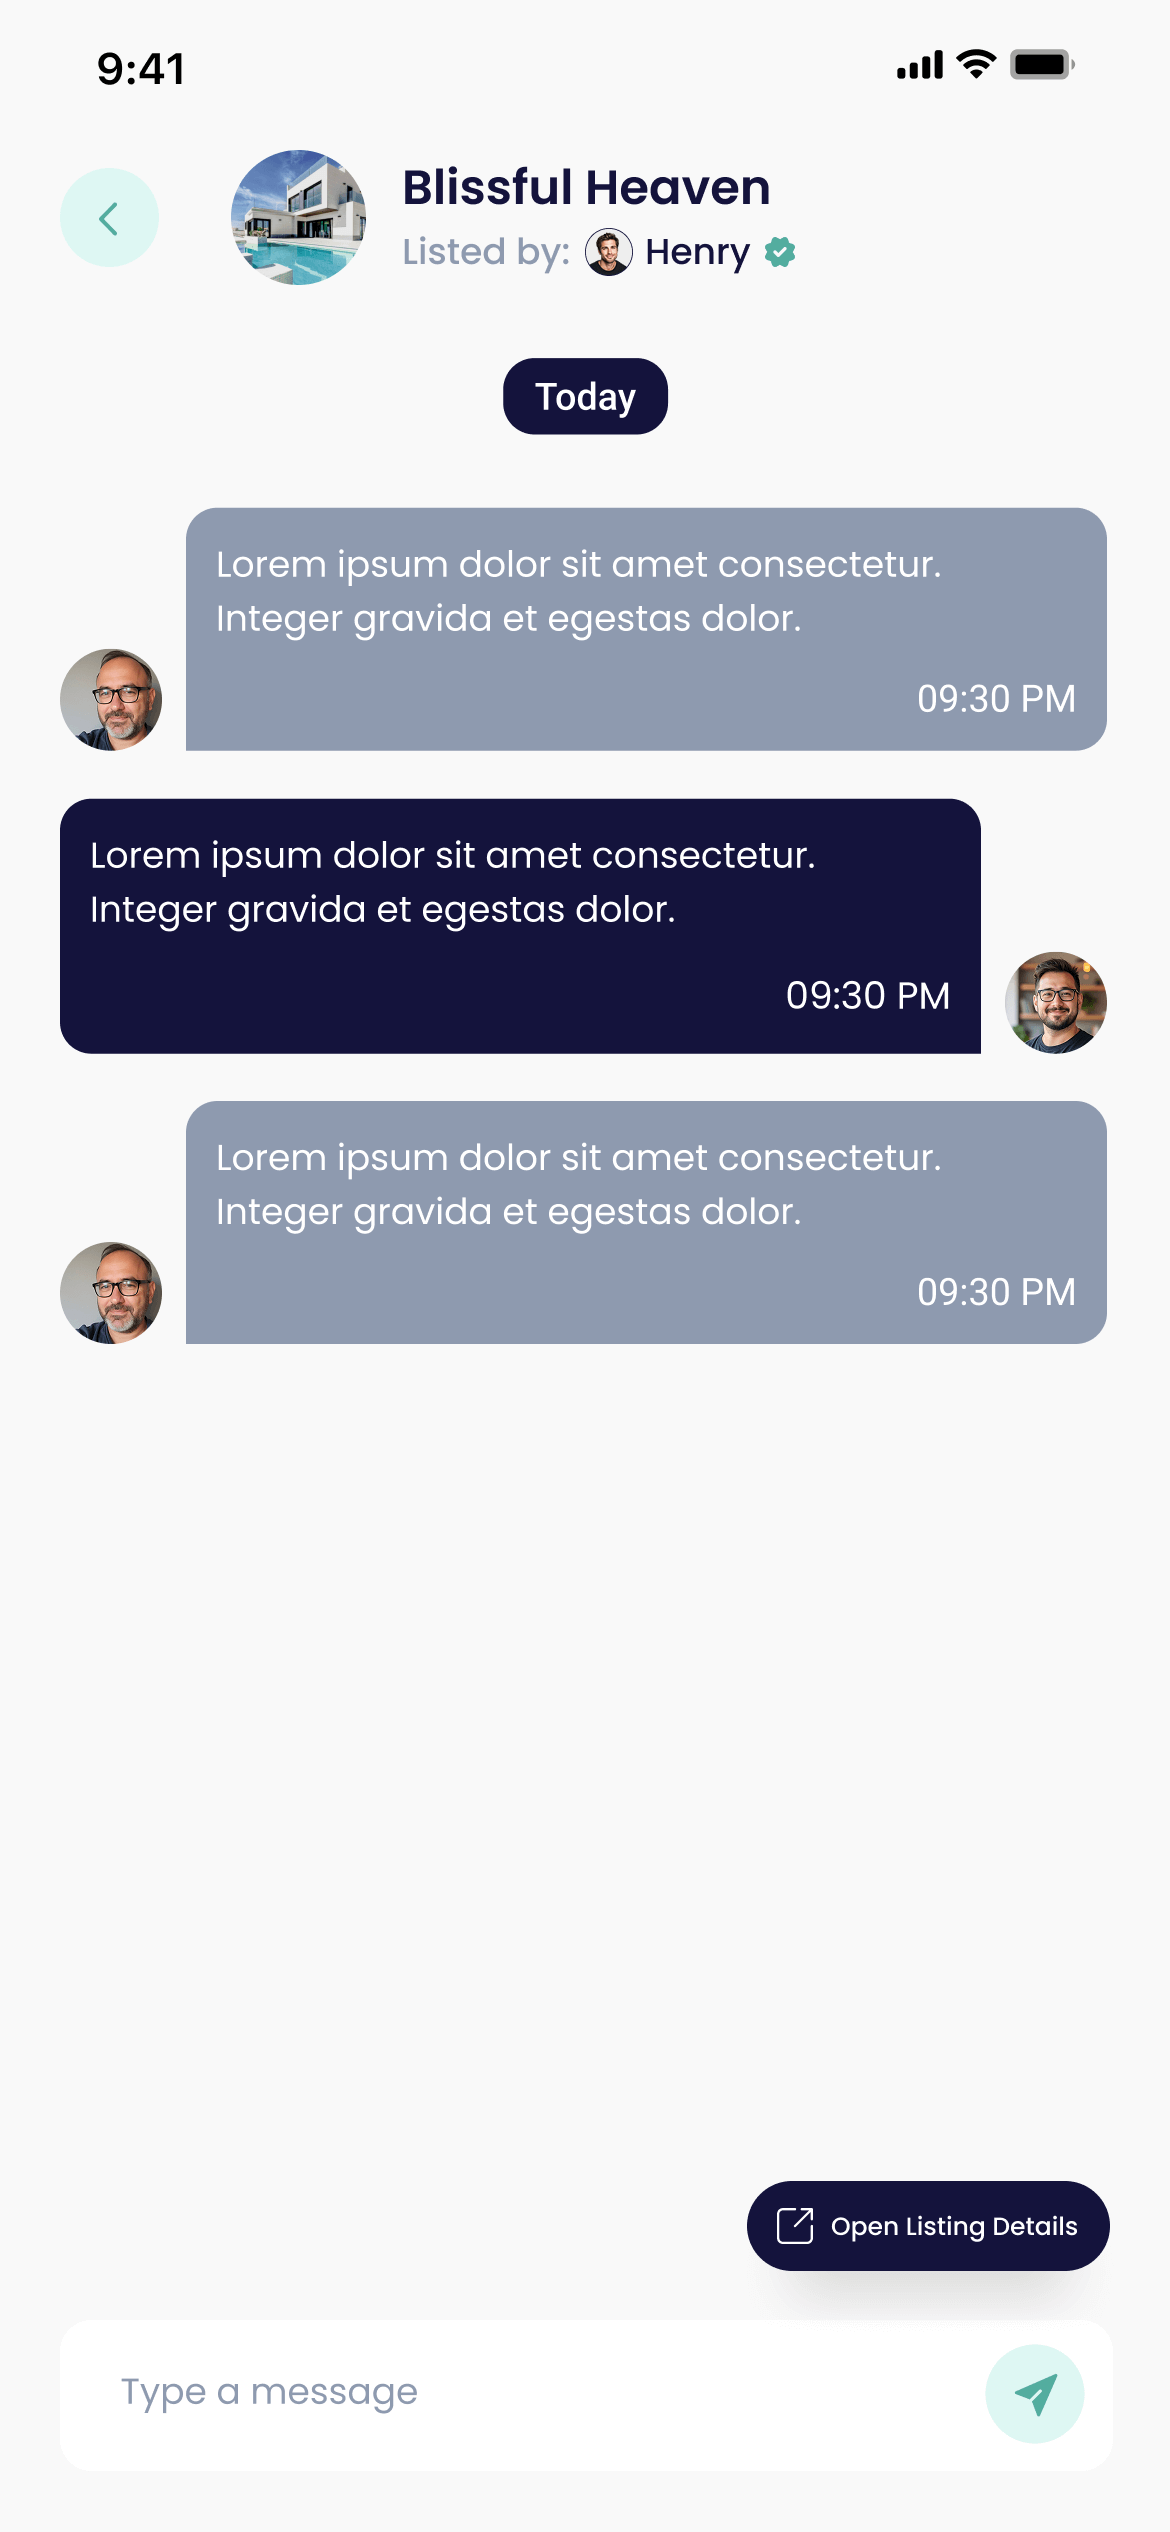 9:41
Blissful Heaven
Listed by: Henry
Today
Lorem ipsum dolor sit amet consectetur.
Integer gravida et egestas dolor.
09:30 PM
Lorem ipsum dolor sit amet consectetur.
Integer gravida et egestas dolor.
09:30 PM
Lorem ipsum dolor sit amet consectetur.
Integer gravida et egestas dolor.
09:30 PM
Open Listing Details
Type a message